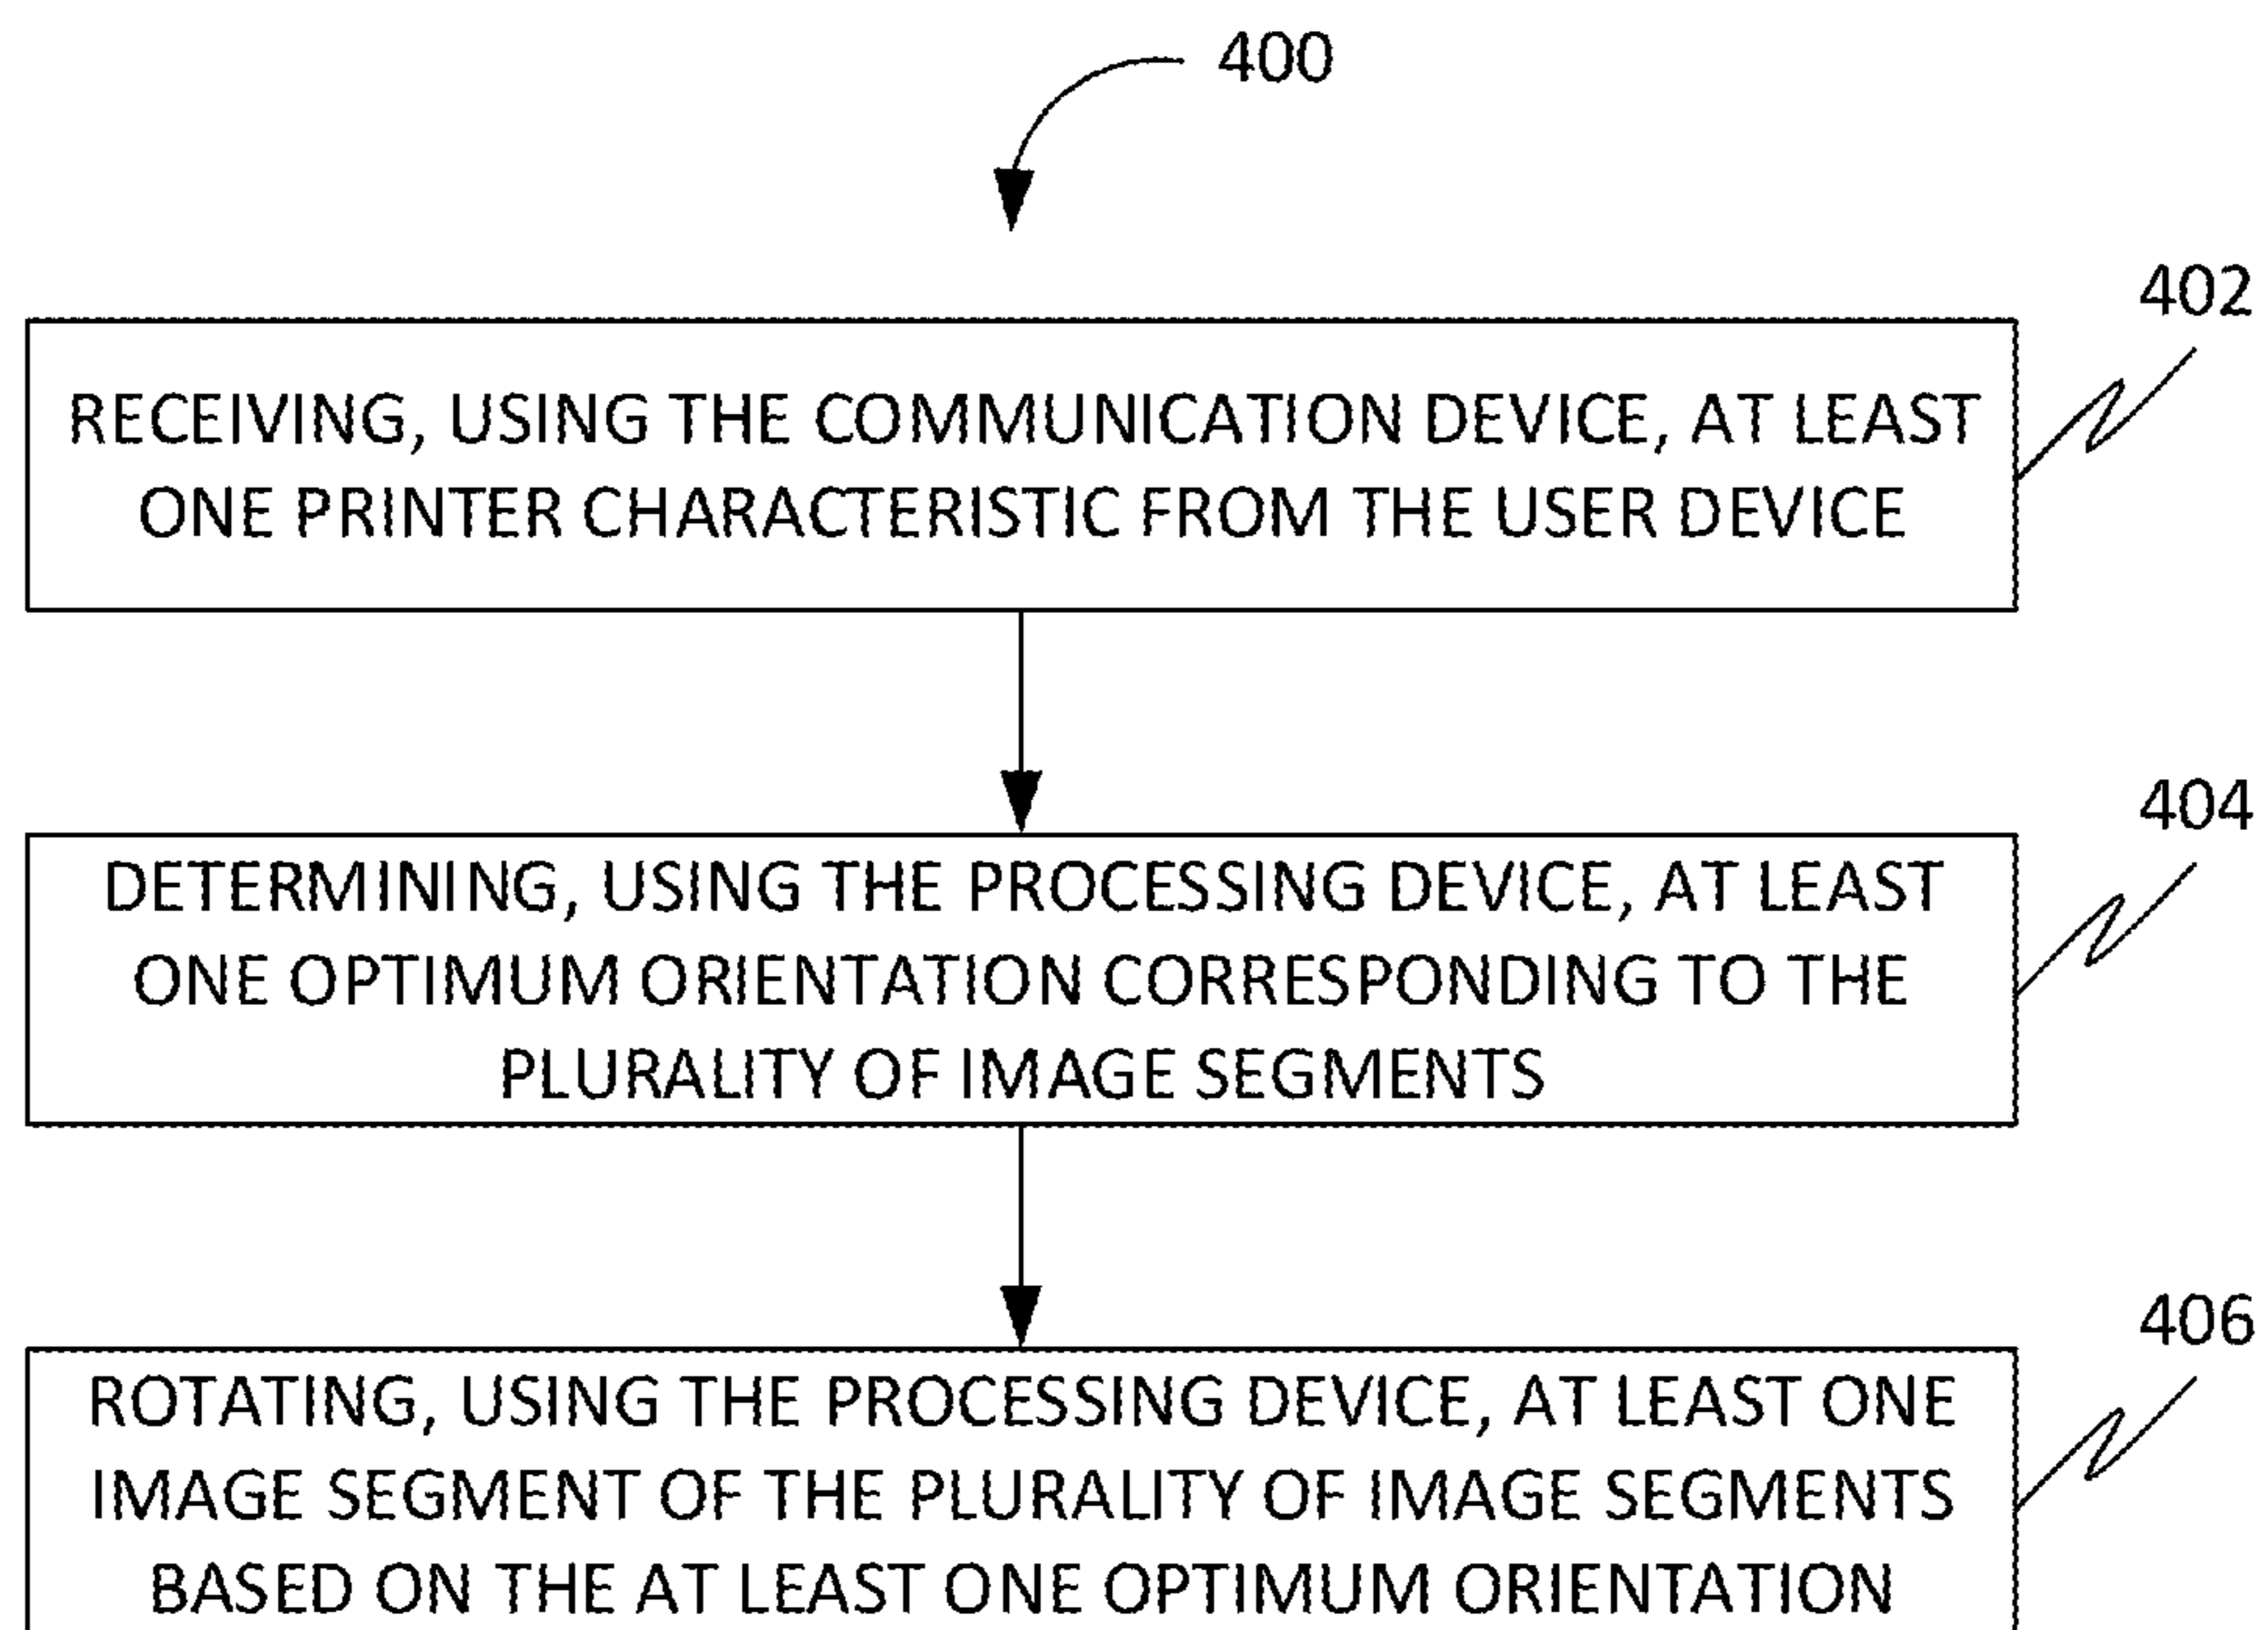 400
402
RECEIVING, USING THE COMMUNICATION DEVICE, AT LEAST
ONE PRINTER CHARACTERISTIC FROM THE USER DEVICE
404
DETERMINING, USING THE PROCESSING DEVICE, AT LEAST
ONE OPTIMUM ORIENTATION CORRESPONDING TO THE
PLURALITY OF IMAGE SEGMENTS
406
ROTATING, USING THE PROCESSING DEVICE, AT LEAST ONE
IMAGE SEGMENT OF THE PLURALITY OF IMAGE SEGMENTS
BASED ON THE AT LEAST ONE OPTIMUM ORIENTATION